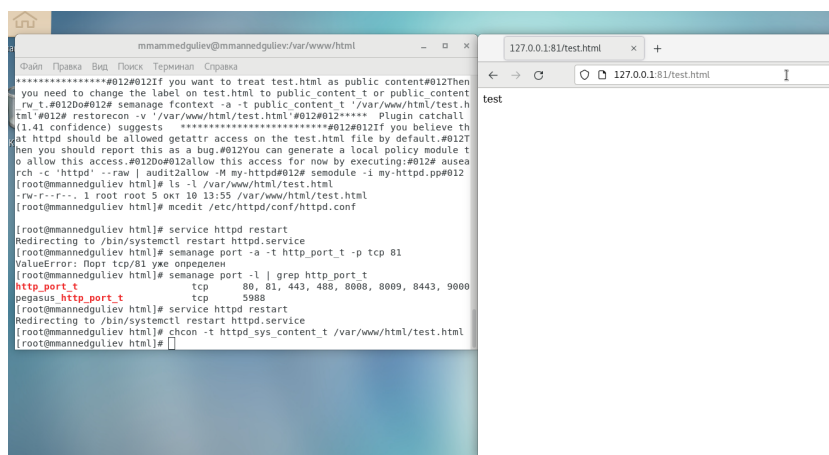 mmammedguliev@mmannedguliev:/var/www/html
Файл Правка Вид Поиск Терминал Справка
****************#012#012If you want to treat test.html as public content#012Then
you need to change the label on test.html to public_content_t or public_content
_rw_t.#012Do#012# semanage fcontext -a -t public_content_t '/var/www/html/test.h
tml'#012# restorecon -v '/var/www/html/test.html'#012#012***** Plugin catchall
(1.41 confidence) suggests **************************#012#012If you believe th
at httpd should be allowed getattr access on the test.html file by default.#012T
hen you should report this as a bug.#012You can generate a local policy module t
o allow this access.#012Do#012allow this access for now by executing:#012# ausea
rch -c 'httpd' --raw | audit2allow -M my-httpd#012# semodule -i my-httpd.pp#012
[root@mmannedguliev html]# ls -l /var/www/html/test.html
-rw-r--r--. 1 root root 5 окт 10 13:55 /var/www/html/test.html
[root@mmannedguliev html]# mcedit /etc/httpd/conf/httpd.conf
[root@mmannedguliev html]# service httpd restart
Redirecting to /bin/systemctl restart httpd.service
[root@mmannedguliev html]# semanage port -a -t http_port_t -p tcp 81
ValueError: Порт tcp/81 уже определен
[root@mmannedguliev html]# semanage port -l | grep http_port_t
http_port_t tcp 80, 81, 443, 488, 8008, 8009, 8443, 9000
pegasus_http_port_t tcp 5988
[root@mmannedguliev html]# service httpd restart
Redirecting to /bin/systemctl restart httpd.service
[root@mmannedguliev html]# chcon -t httpd_sys_content_t /var/www/html/test.html
[root@mmannedguliev html]#
127.0.0.1:81/test.html
127.0.0.1:81/test.html
test